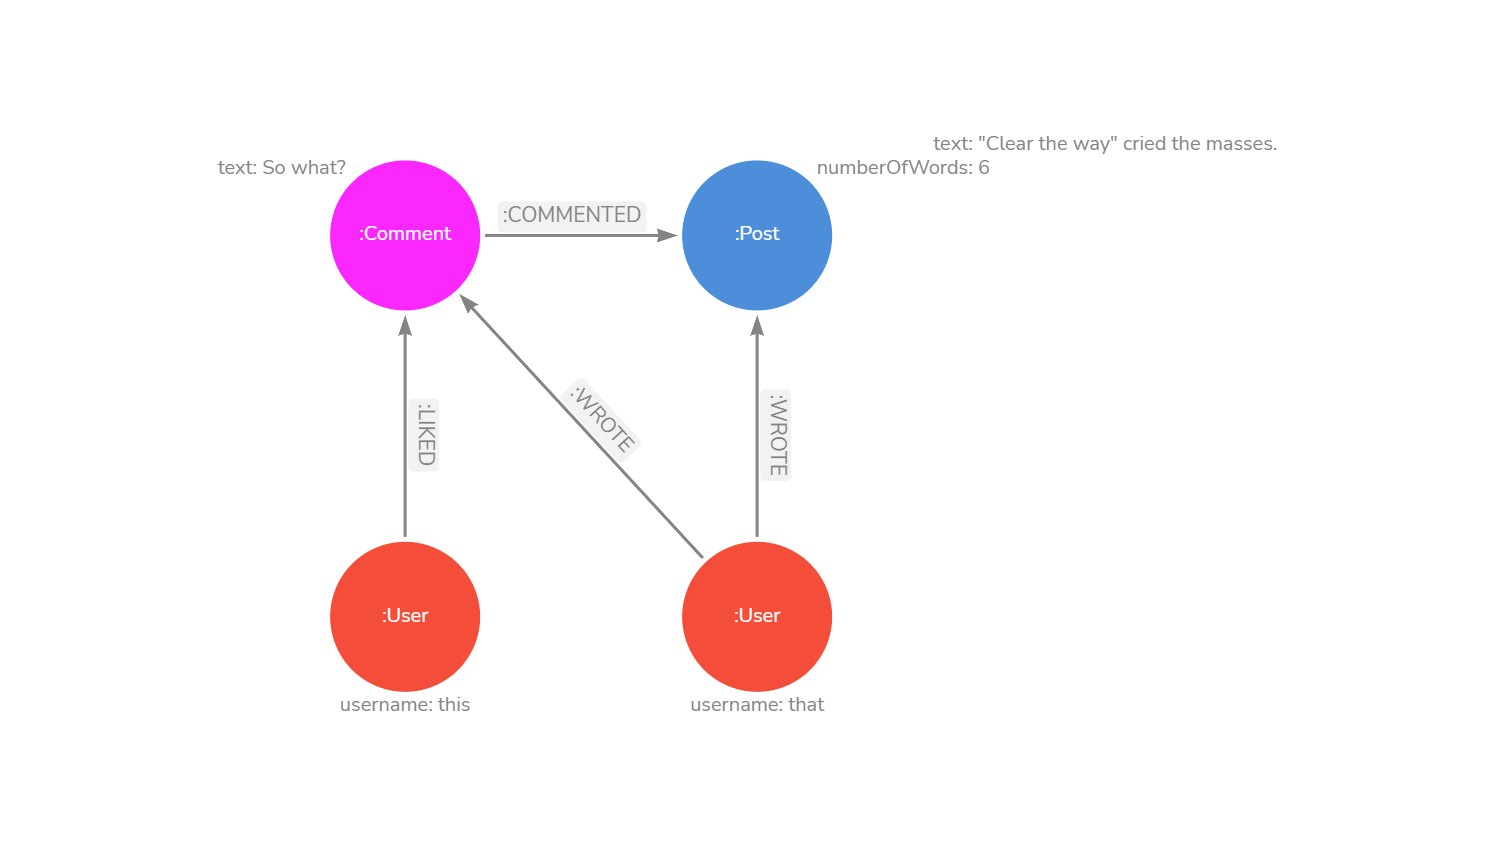 text: "Clear the way" cried the masses.
text: So what?
numberOfWords: 6
:COMMENTED
:Comment
:Post
:LIKED
:WROTE
:WROTE
:User
:User
username: this
username: that